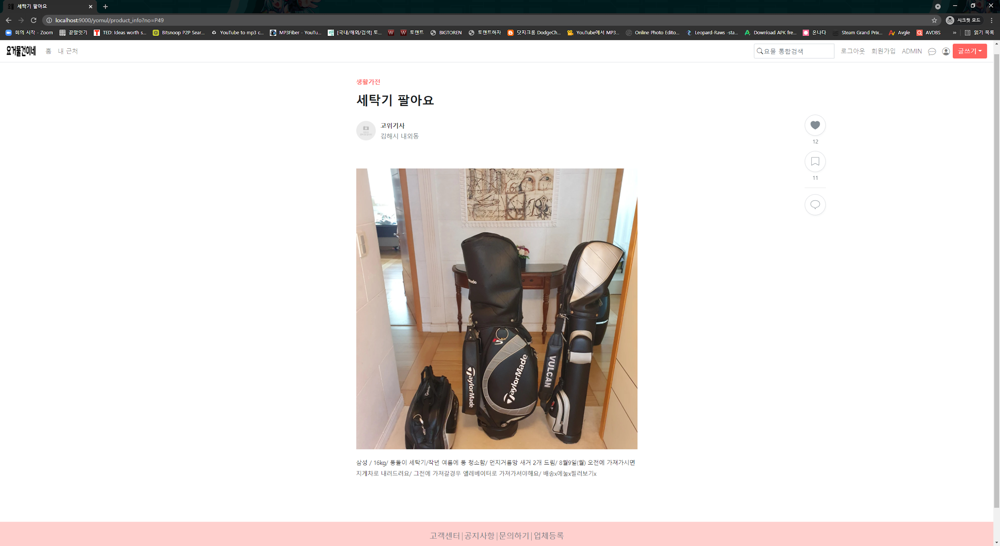 요물 세탁기 팔아요
localhost:9000/yomul/product_info?no=P49
시크릿 모드
회의 시작 - Zoom
끝말잇기
TED: Ideas worth s...
Bitsnoop P2P Sear...
YouTube to mp3 c...
MP3Fiber - YouTu...
[국내/해외/검색] 토...
토렌트
BIGTOREN
토렌트하자
닷지크롬 DodgeCh...
YouTube에서 MP3...
Online Photo Edito...
Leopard-Raws -sta...
Download APK fre...
온나다
Steam Grand Prix...
Avgle
AVDBS
»
읽기 목록
요거물건이네
홈
내 근처
요물 통합검색
로그아웃
회원가입
ADMIN
글쓰기
생활가전
세탁기 팔아요
고위기사
김해시 내외동
12
11
Made
TaylorMade
TaylorMade
VULCAN
삼성 / 16kg/ 통돌이 세탁기/작년 여름에 통 청소함/ 먼지거름망 새거 2개 드림/ 8월9일(월) 오전에 가져가시면
지게차로 내려드려요/ 그전에 가져갈경우 엘레베이터로 가져가셔야해요/ 배송x에눌x찔러보기x
고객센터|공지사항|문의하기|업체등록